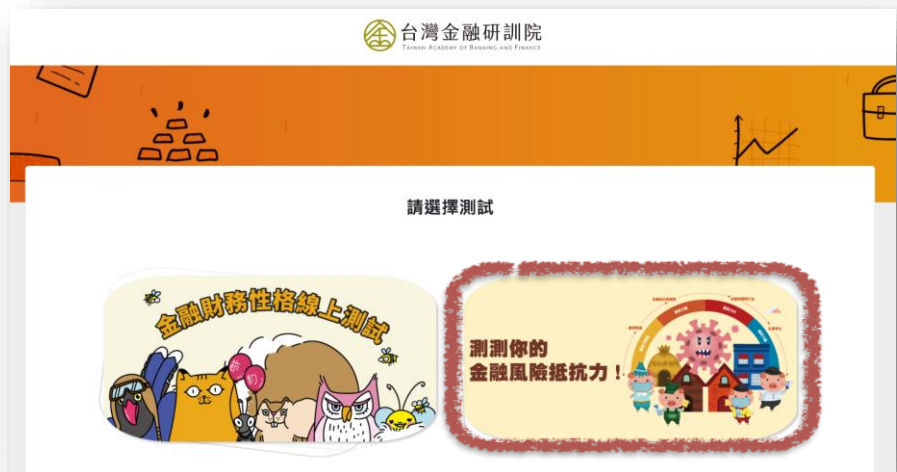 台灣金融研訓院
TAIWAN ACADEMY OF BANKING AND FINANCE
請選擇測試
金融財務性格線上測試
測測你的
金融風險抵抗力！